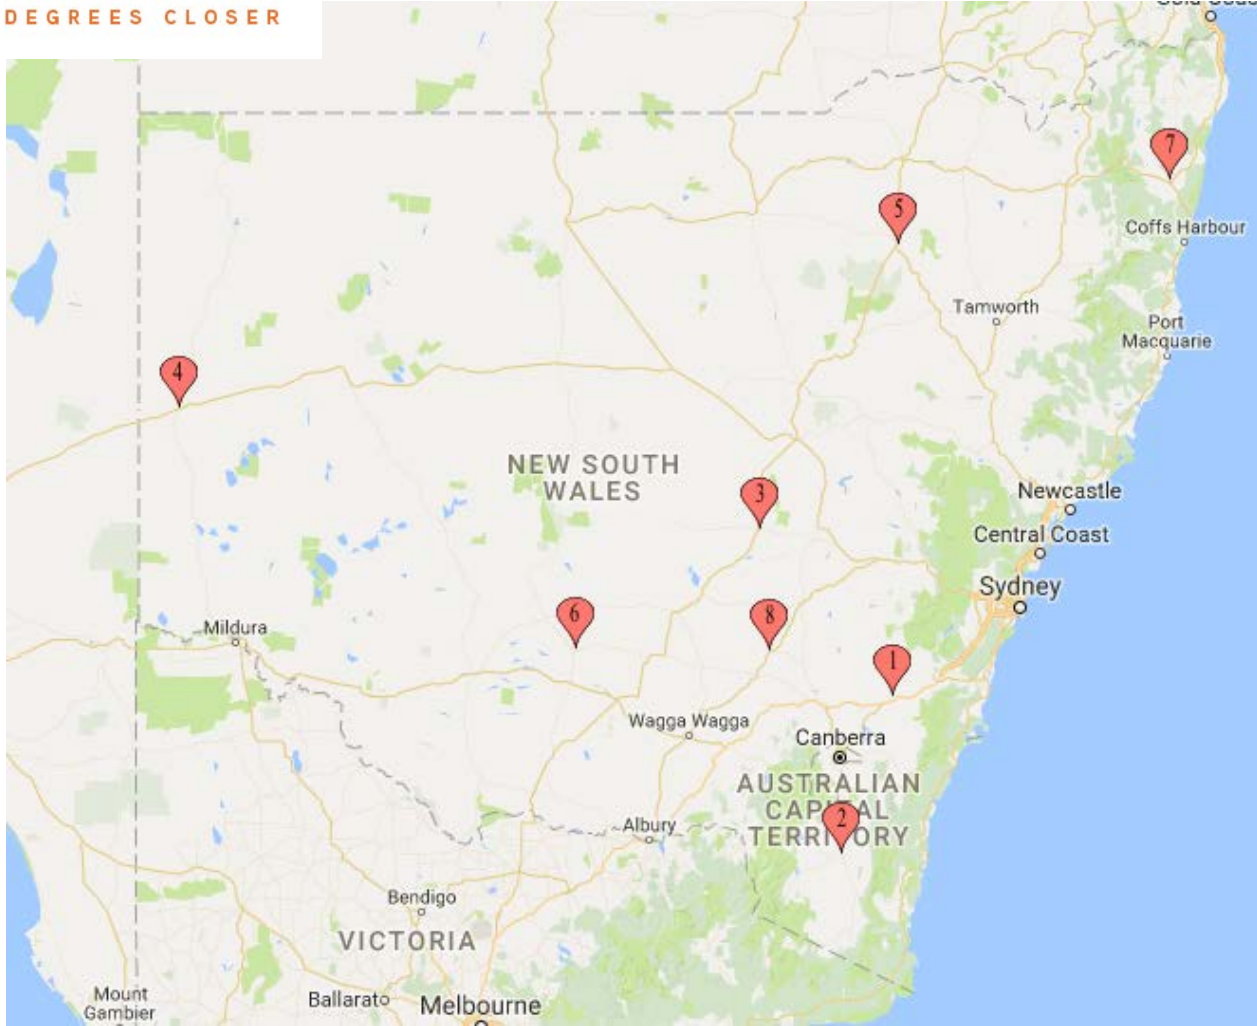 DEGREES CLOSER
7
5
Coffs Harbour
Tamworth
Port
Macquarie
4
NEW SOUTH
WALES
3
Newcastle
Central Coast
Sydney
6
8
Mildura
1
Wagga Wagga
Canberra
AUSTRALIAN
CAPITAL
2
TERRITORY
Albury
Bendigo
VICTORIA
Mount
Gambier
Ballarat
Melbourne